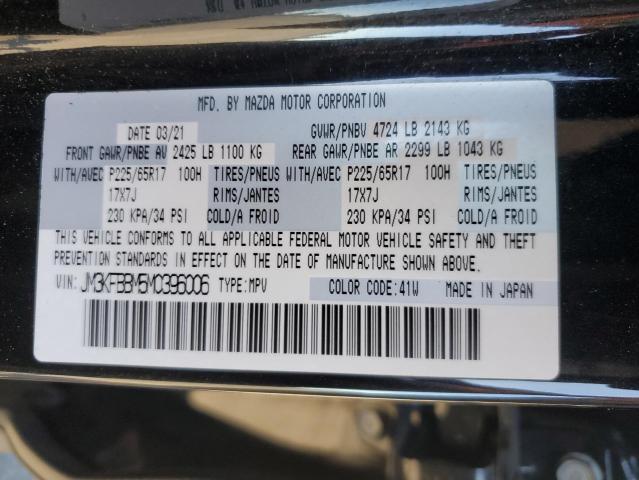 MFD. BY MAZDA MOTOR CORPORATION
DATE 03/21 GVWR/PNBV 4724 LB 2143 KG
FRONT GAWR/PNBE AV 2425 LB 1100 KG REAR GAWR/PNBE AR 2299 LB 1043 KG
WITH/AVEC P225/65R17 100H TIRES/PNEUS WITH/AVEC P225/65R17 100H TIRES/PNEUS
17X7J RIMS/JANTES 17X7J RIMS/JANTES
230 KPA/34 PSI COLD/A FROID 230 KPA/34 PSI COLD/A FROID
THIS VEHICLE CONFORMS TO ALL APPLICABLE FEDERAL MOTOR VEHICLE SAFETY AND THEFT
PREVENTION STANDARDS IN EFFECT ON THE DATE OF MANUFACTURE SHOWN ABOVE.
VIN: JM3KFBBM5M0396006 TYPE:MPV COLOR CODE:41W MADE IN JAPAN